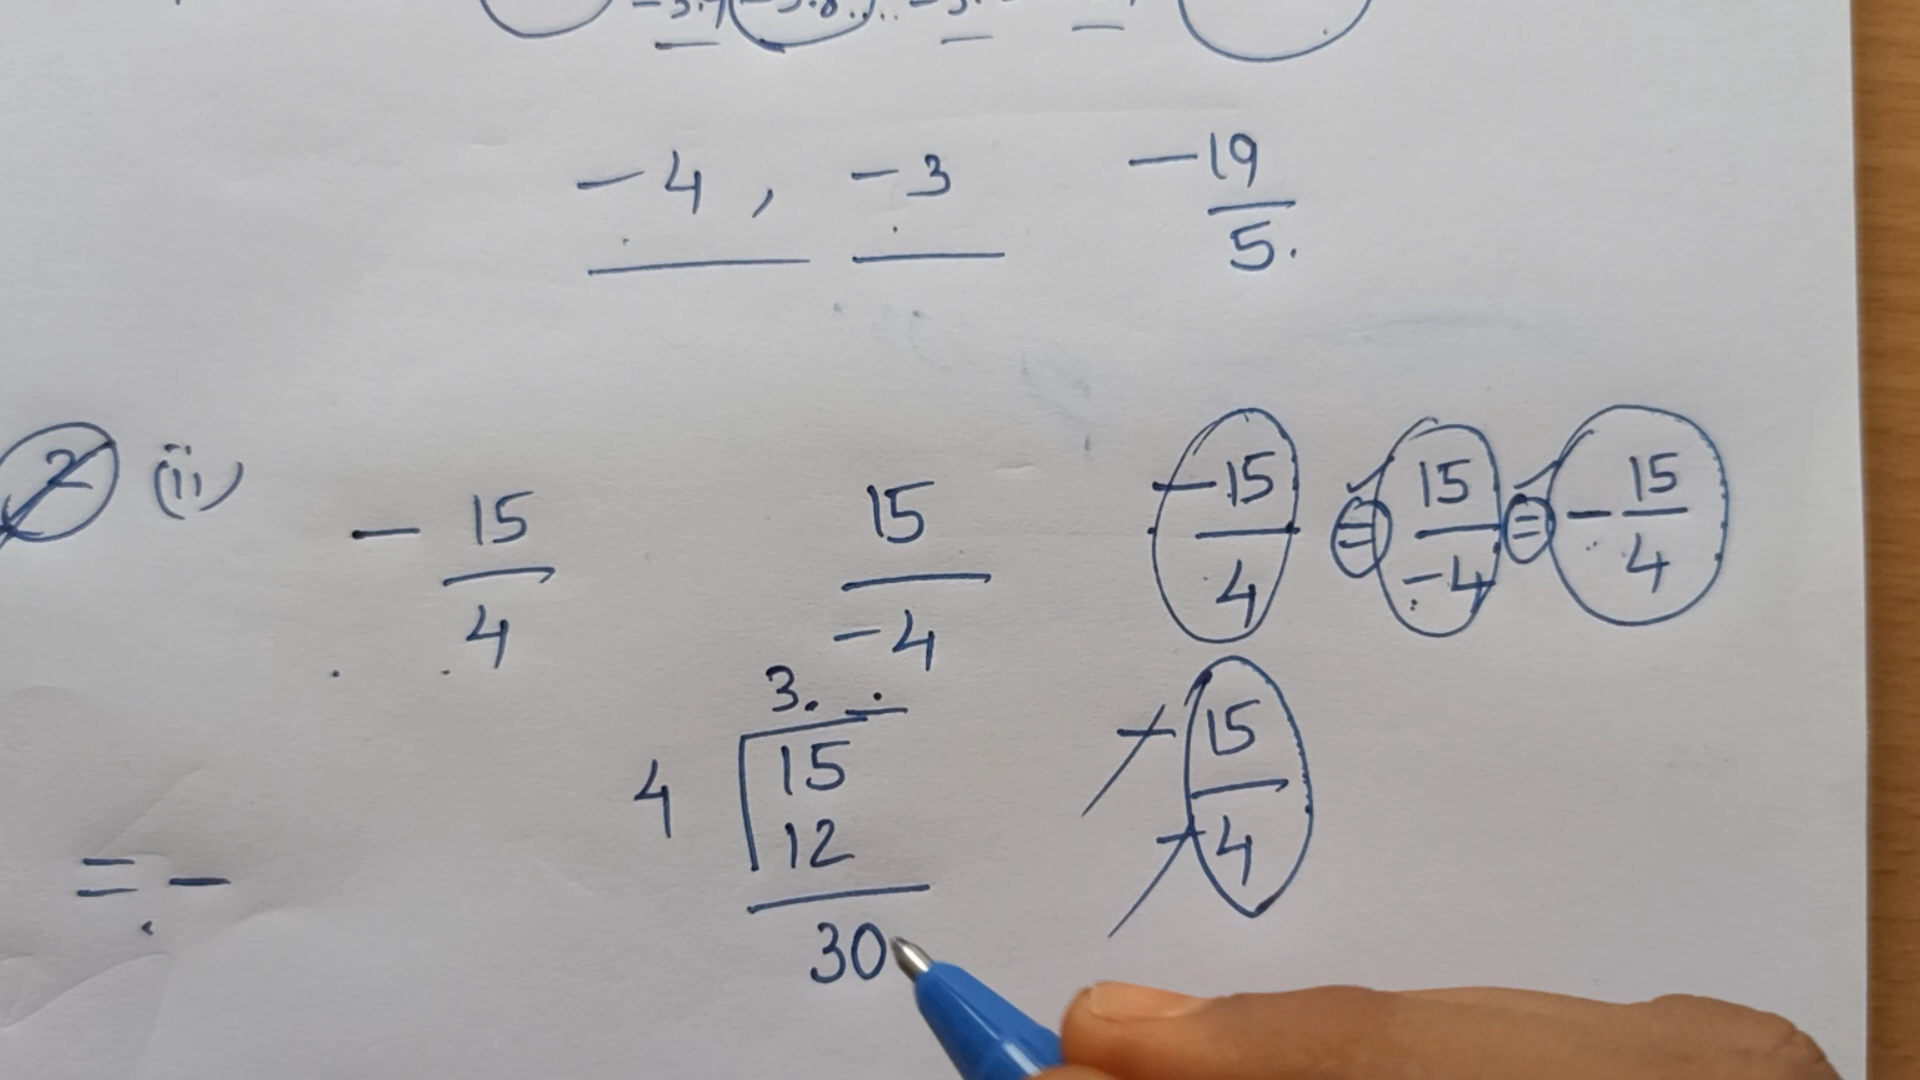 -4, -3 -19/5.
2 (ii) -15/4 15/-4 -15/4 = 15/-4 = -15/4
3.
4 15 -15/-4
12
= -
30